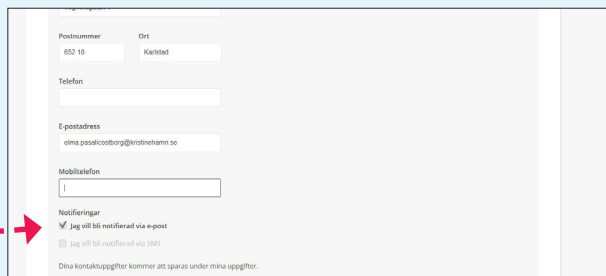 Postnummer Ort
652 18 Karlstad
Telefon
E-postadress
elma.pasalicostborg@kristinehamn.se
Mobiltelefon
Notifieringar
Jag vill bli notifierad via e-post
Jag vill bli notifierad via SMS
Dina kontaktuppgifter kommer att sparas under mina uppgifter.